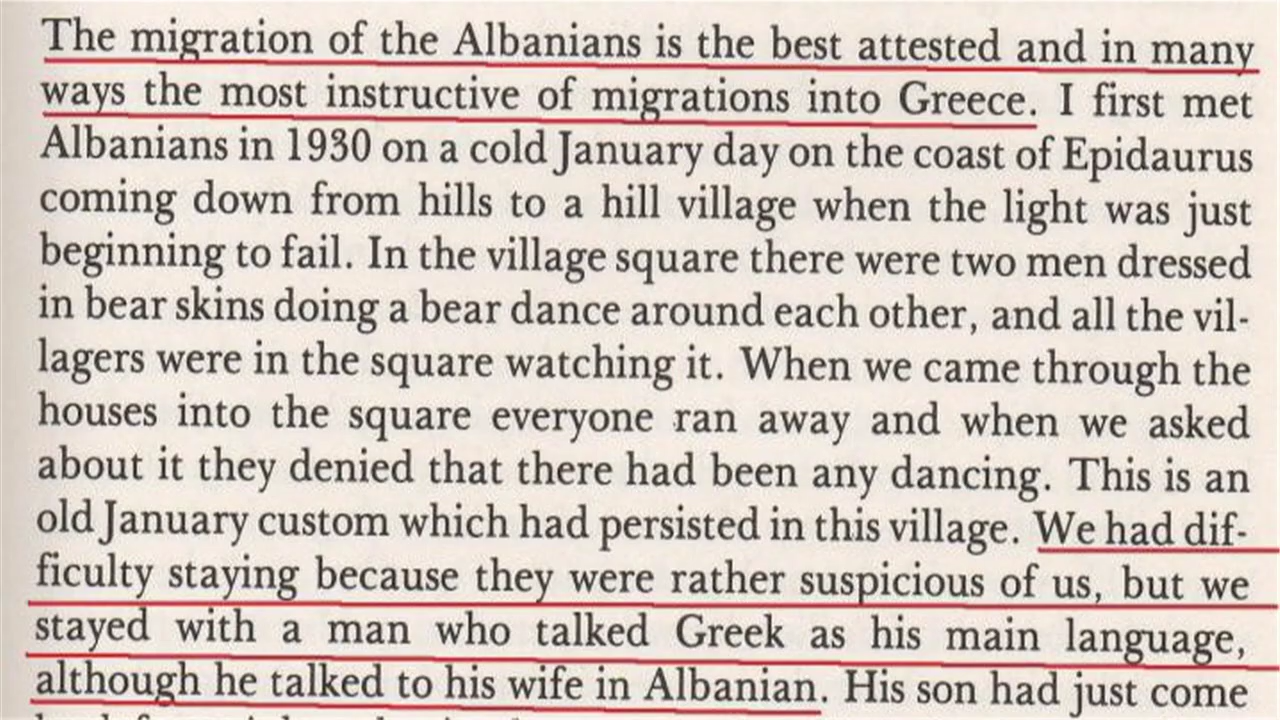 The migration of the Albanians is the best attested and in many
ways the most instructive of migrations into Greece. I first met
Albanians in 1930 on a cold January day on the coast of Epidaurus
coming down from hills to a hill village when the light was just
beginning to fail. In the village square there were two men dressed
in bear skins doing a bear dance around each other, and all the vil-
lagers were in the square watching it. When we came through the
houses into the square everyone ran away and when we asked
about it they denied that there had been any dancing. This is an
old January custom which had persisted in this village. We had dif-
ficulty staying because they were rather suspicious of us, but we
stayed with a man who talked Greek as his main language,
although he talked to his wife in Albanian. His son had just come